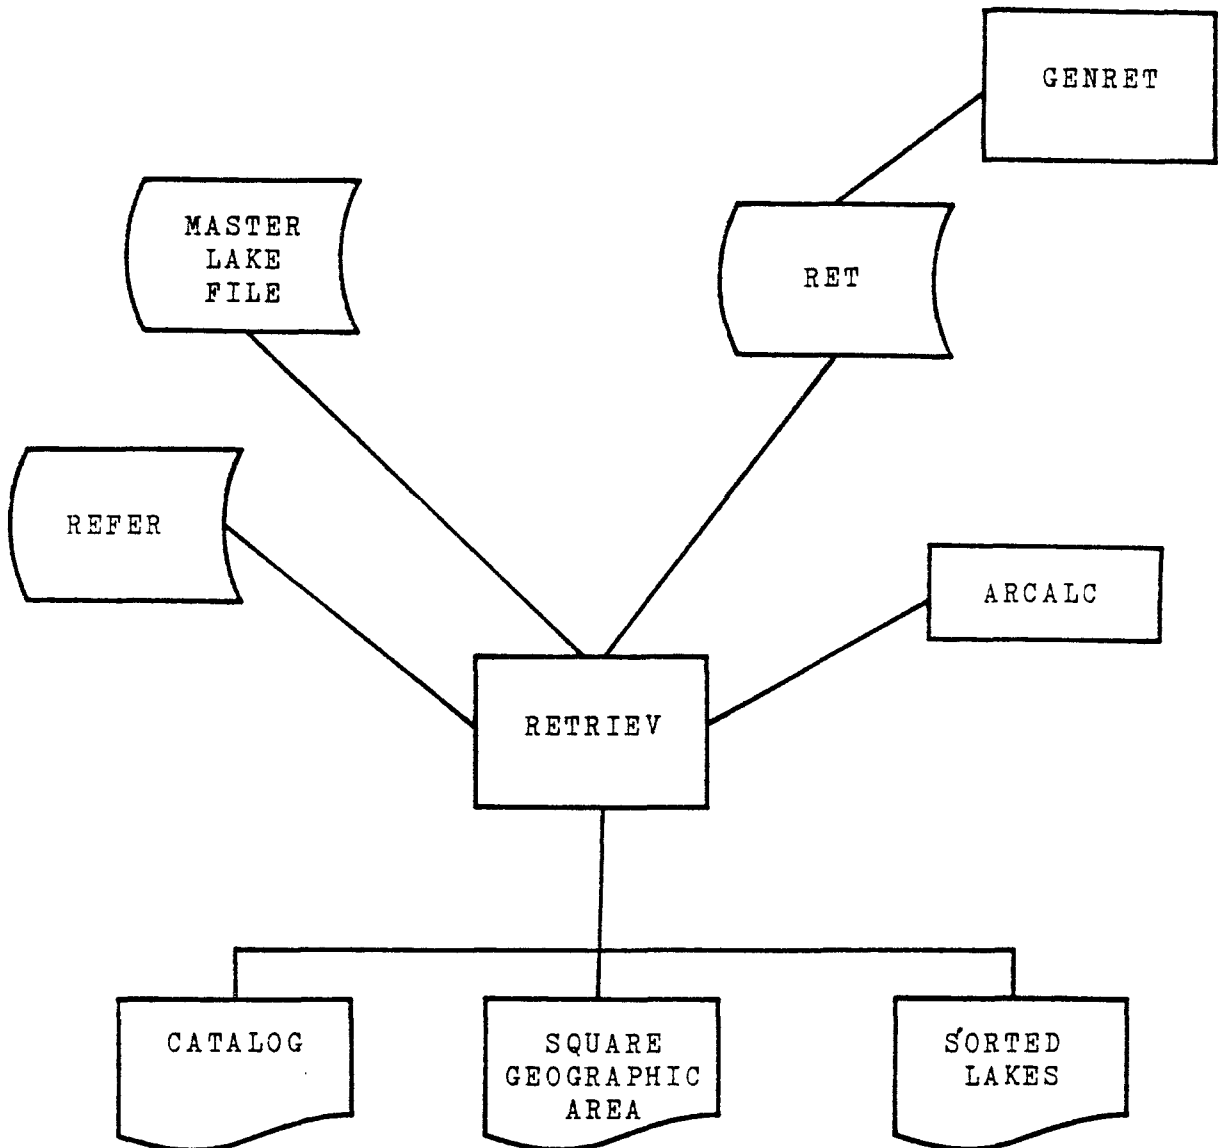 GENRET
MASTER
LAKE
FILE
RET
REFER
ARCALC
RETRIEV
CATALOG
SQUARE
GEOGRAPHIC
AREA
SORTED
LAKES